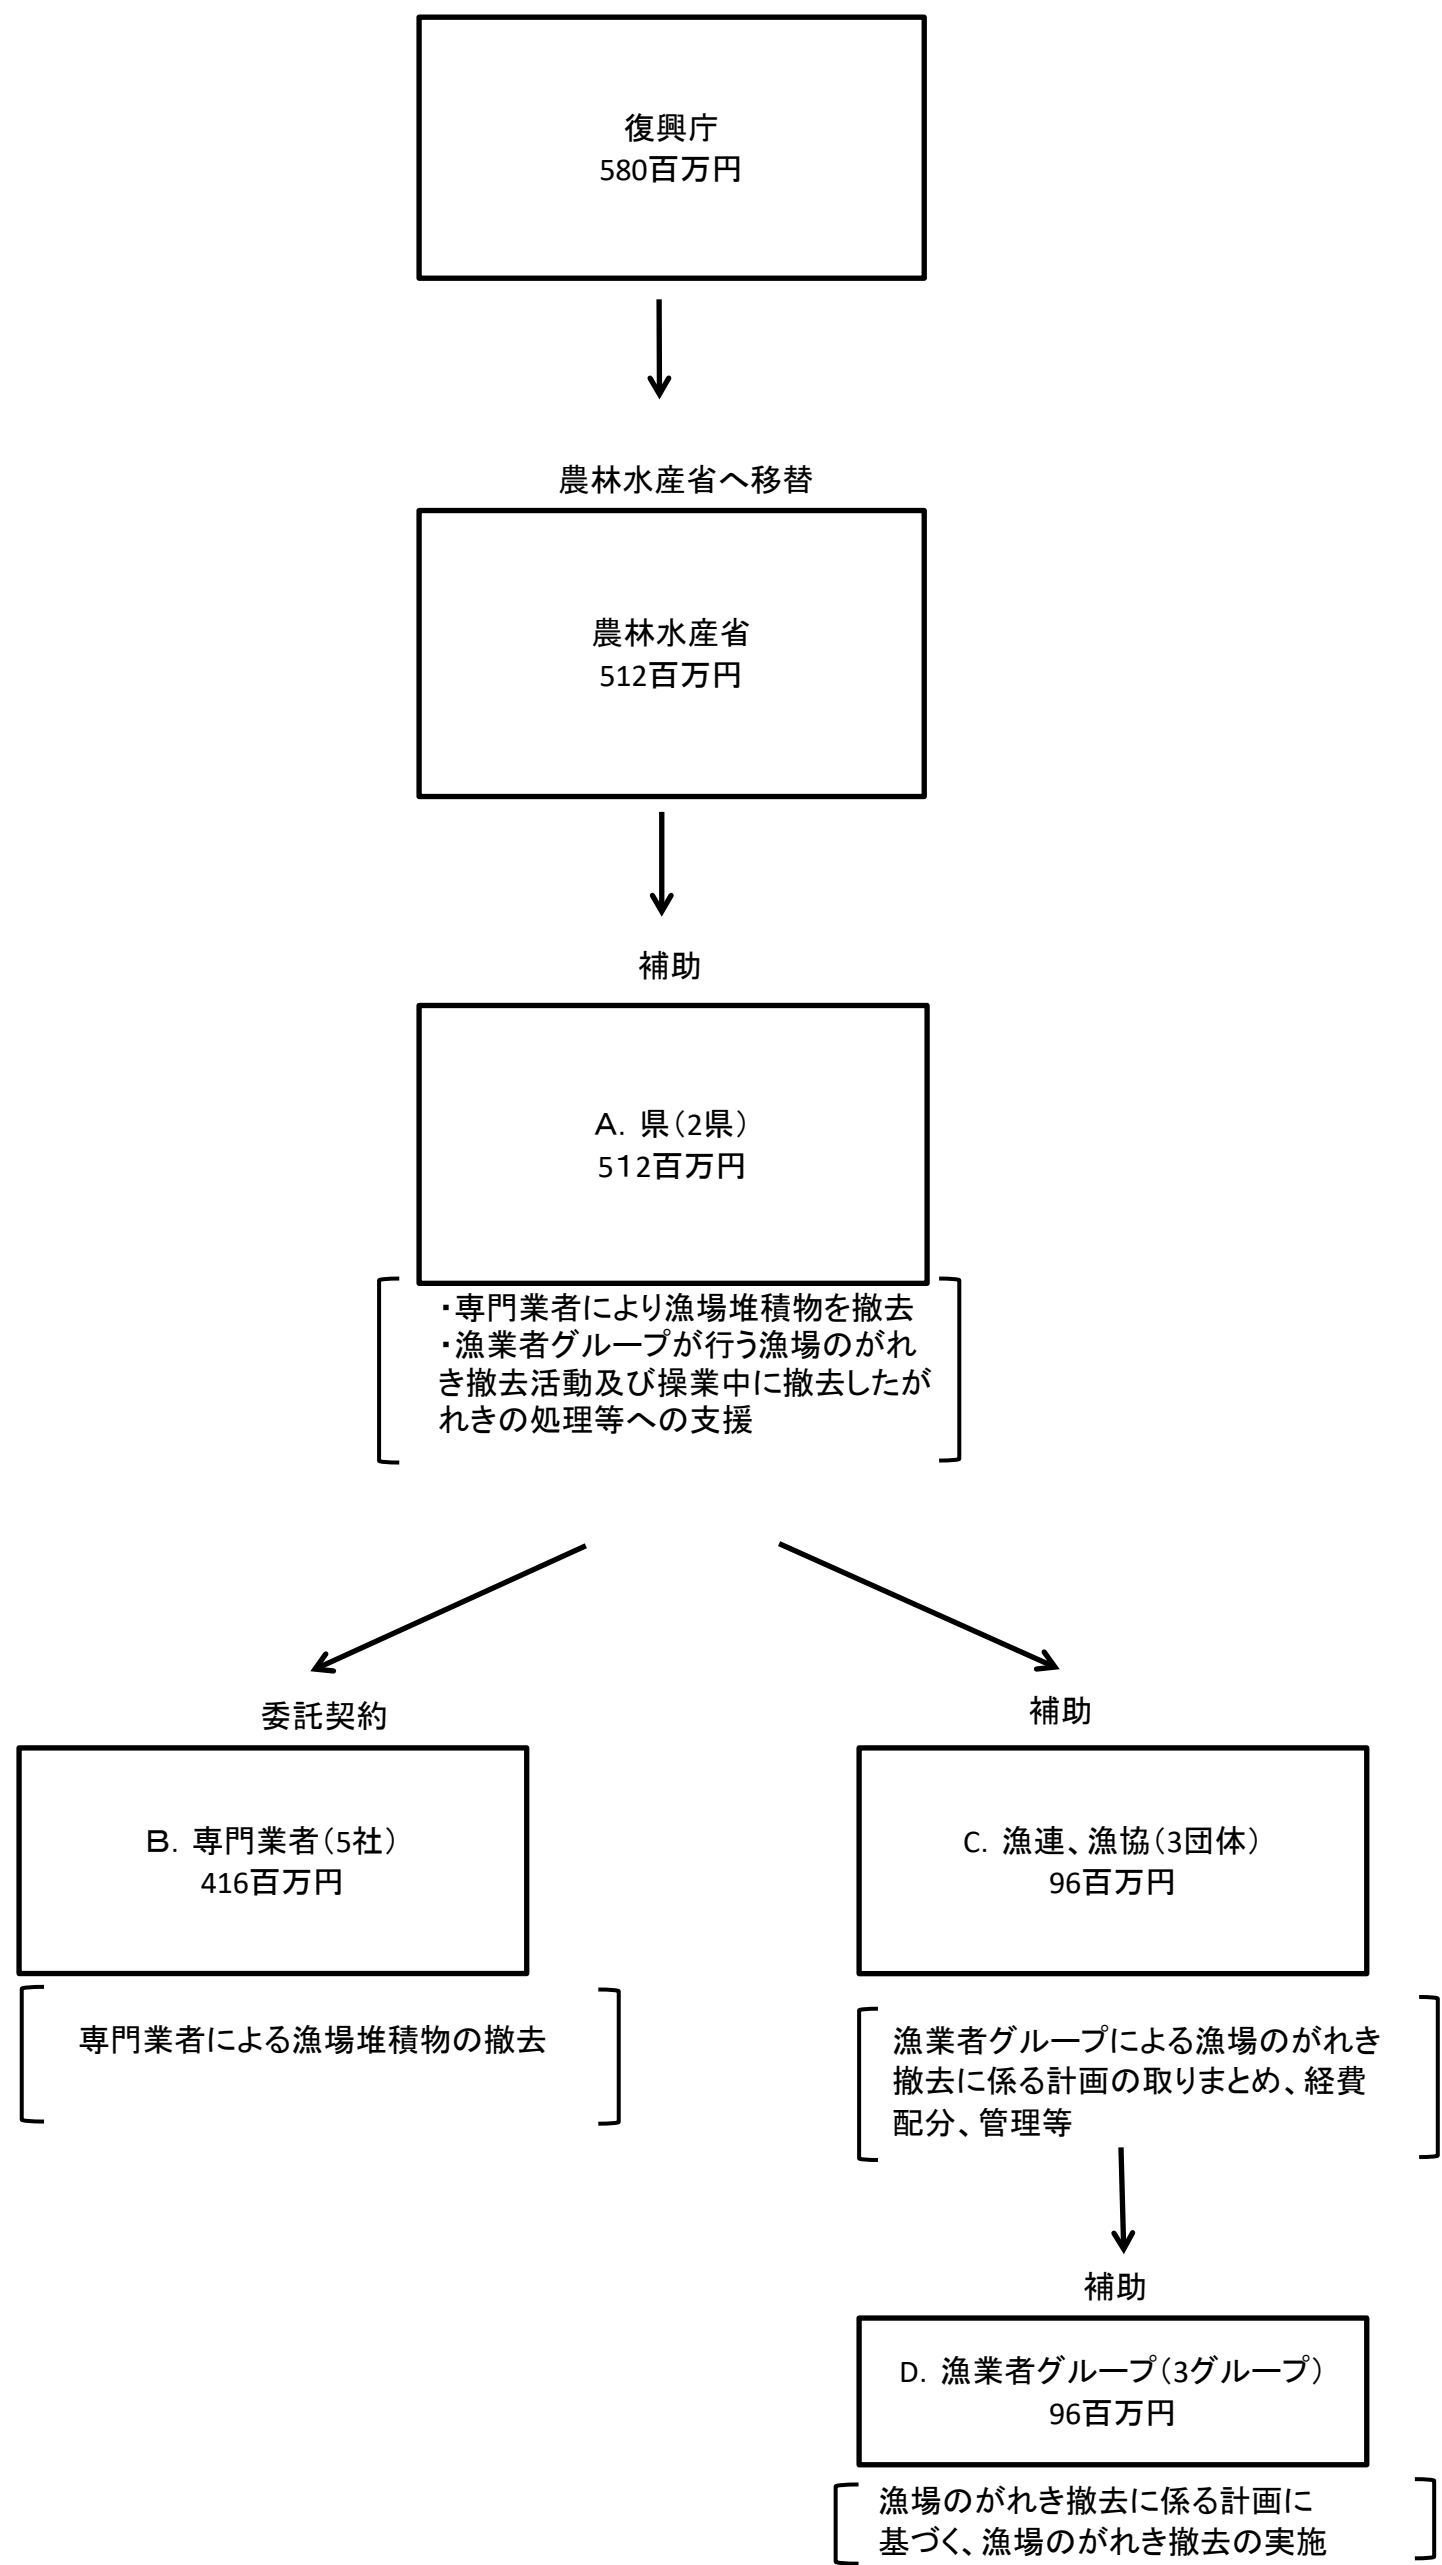 復興庁
580百万円
農林水産省へ移替
農林水産省
512百万円
補助
A．県（2県）
512百万円
・専門業者により漁場堆積物を撤去
・漁業者グループが行う漁場のがれ
き撤去活動及び操業中に撤去したが
れきの処理等への支援
委託契約
B．専門業者（5社）
416百万円
専門業者による漁場堆積物の撤去
補助
C．漁連、漁協（3団体）
96百万円
漁業者グループによる漁場のがれき
撤去に係る計画の取りまとめ、経費
配分、管理等
補助
D．漁業者グループ（3グループ）
96百万円
漁場のがれき撤去に係る計画に
基づく、漁場のがれき撤去の実施